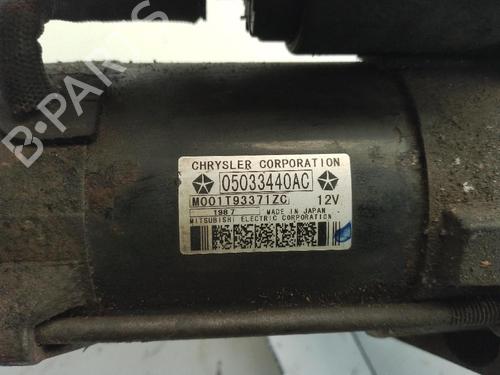 B-PARTS
CHRYSLER CORPORATION
05033440AC
M001T93371ZC 12V
1987 MADE IN JAPAN
MITSUBISHI ELECTRIC CORPORATION